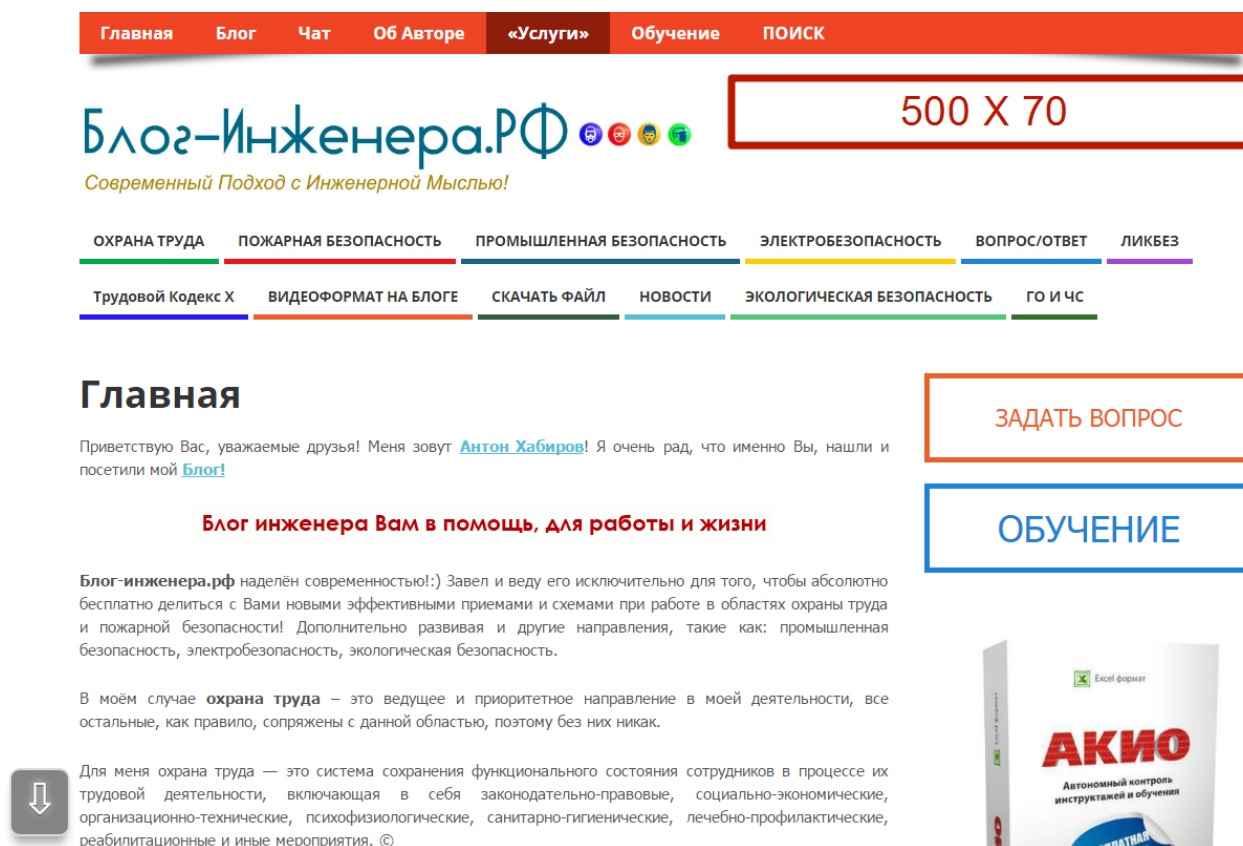 Главная Блог Чат Об Авторе «Услуги» Обучение ПОИСК
Блог-Инженера.РФ
500 X 70
Современный Подход с Инженерной Мыслью!
ОХРАНА ТРУДА ПОЖАРНАЯ БЕЗОПАСНОСТЬ ПРОМЫШЛЕННАЯ БЕЗОПАСНОСТЬ ЭЛЕКТРОБЕЗОПАСНОСТЬ ВОПРОС/ОТВЕТ ЛИКБЕЗ
Трудовой Кодекс X ВИДЕОФОРМАТ НА БЛОГЕ СКАЧАТЬ ФАЙЛ НОВОСТИ ЭКОЛОГИЧЕСКАЯ БЕЗОПАСНОСТЬ ГО И ЧС
Главная
Приветствую Вас, уважаемые друзья! Меня зовут Антон Хабиров! Я очень рад, что именно Вы, нашли и
посетили мой Блог!
Блог инженера Вам в помощь, для работы и жизни
Блог-инженера.рф наделён современностью!:) Завел и веду его исключительно для того, чтобы абсолютно
бесплатно делиться с Вами новыми эффективными приемами и схемами при работе в областях охраны труда
и пожарной безопасности! Дополнительно развивая и другие направления, такие как: промышленная
безопасность, электробезопасность, экологическая безопасность.
В моём случае охрана труда – это ведущее и приоритетное направление в моей деятельности, все
остальные, как правило, сопряжены с данной областью, поэтому без них никак.
Для меня охрана труда — это система сохранения функционального состояния сотрудников в процессе их
трудовой деятельности, включающая в себя законодательно-правовые, социально-экономические,
организационно-технические, психофизиологические, санитарно-гигиенические, лечебно-профилактические,
реабилитационные и иные мероприятия. ©
ЗАДАТЬ ВОПРОС
ОБУЧЕНИЕ
Excel формат
АКИО
Автономный контроль
инструктажей и обучения